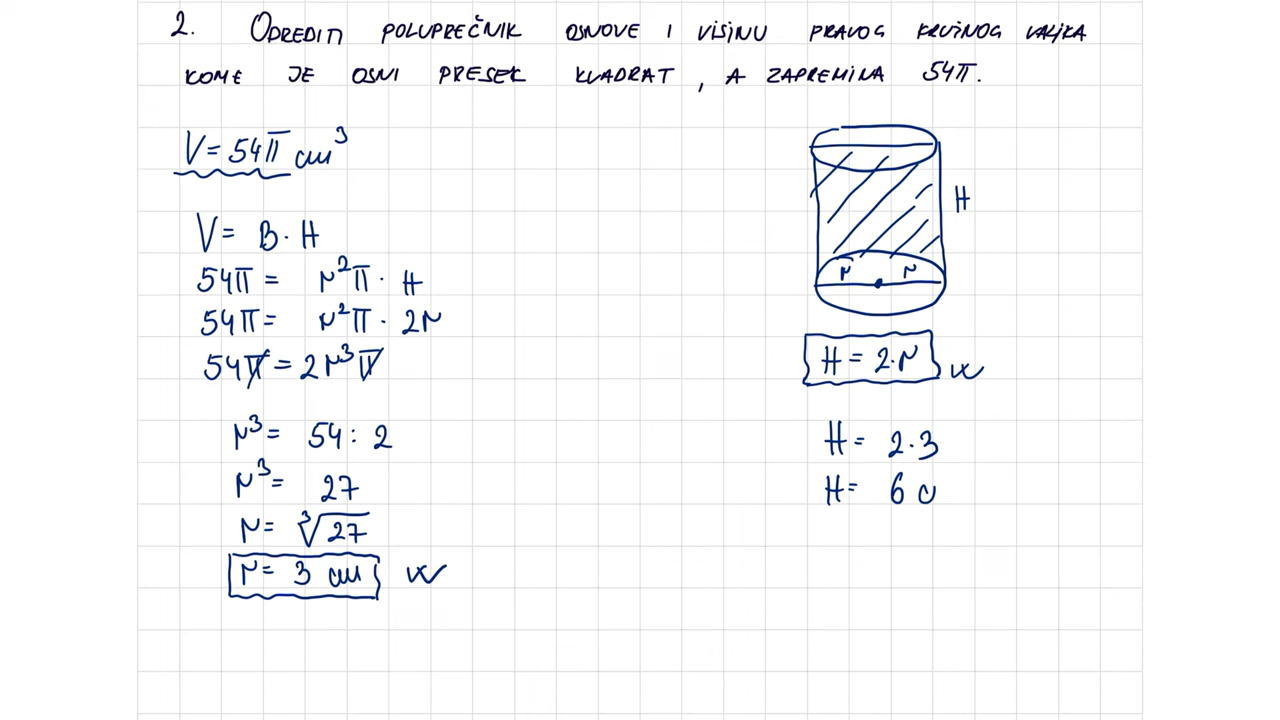 2. ODREDITI POLUPREČNIK OSNOVE I VISINU PRAVOG KRUŽNOG VALJKA
KOME JE OSNI PRESEK KVADRAT, A ZAPREMINA 54π.
V = 54π cm³
V = B · H
54π = r²π · H
54π = r²π · 2r
54π = 2r³π
r³ = 54 : 2
r³ = 27
r = ∛27
r = 3 cm
H
r r
H = 2·r
H = 2·3
H = 6 c